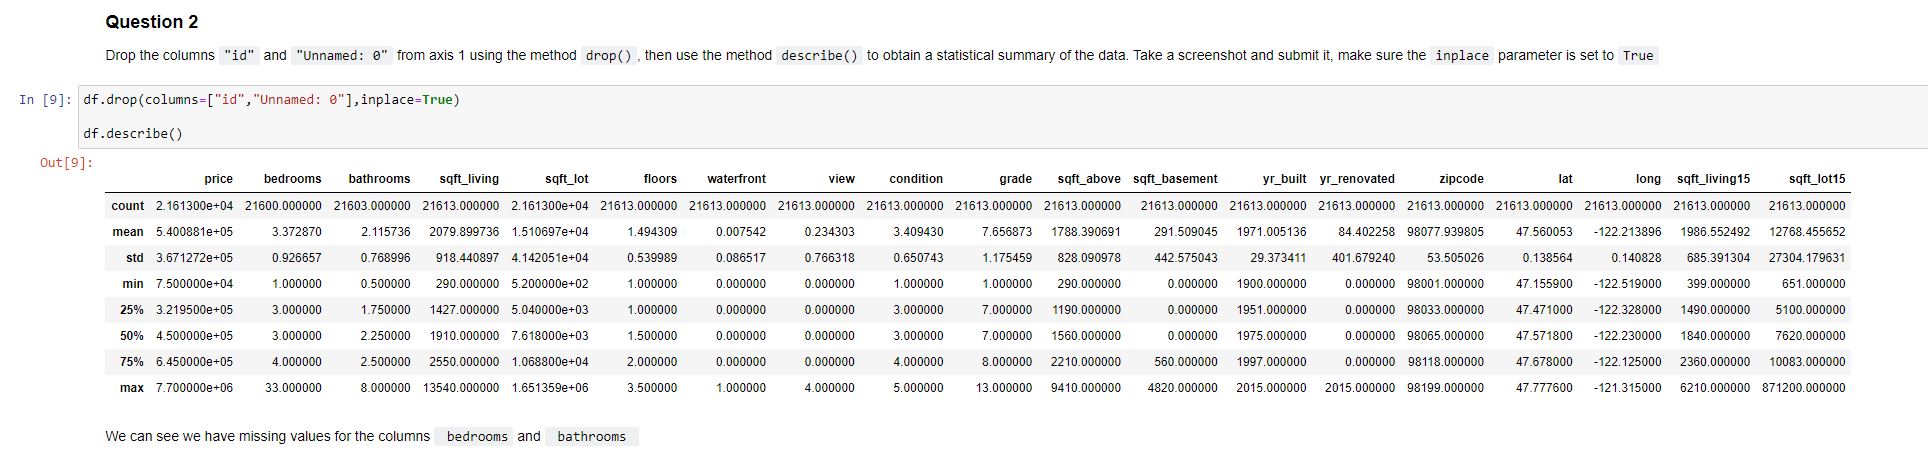 Question 2
Drop the columns "id" and "Unnamed: 0" from axis 1 using the method drop() , then use the method describe() to obtain a statistical summary of the data. Take a screenshot and submit it, make sure the inplace parameter is set to True
In [9]: df.drop(columns=["id","Unnamed: 0"],inplace=True)
df.describe()
Out[9]:
price bedrooms bathrooms sqft_living sqft_lot floors waterfront view condition grade sqft_above sqft_basement yr_built yr_renovated zipcode lat long sqft_living15 sqft_lot15
count 2.161300e+04 21600.000000 21603.000000 21613.000000 2.161300e+04 21613.000000 21613.000000 21613.000000 21613.000000 21613.000000 21613.000000 21613.000000 21613.000000 21613.000000 21613.000000 21613.000000 21613.000000 21613.000000 21613.000000
mean 5.400881e+05 3.372870 2.115736 2079.899736 1.510697e+04 1.494309 0.007542 0.234303 3.409430 7.656873 1788.390691 291.509045 1971.005136 84.402258 98077.939805 47.560053 -122.213896 1986.552492 12768.455652
std 3.671272e+05 0.926657 0.768996 918.440897 4.142051e+04 0.539989 0.086517 0.766318 0.650743 1.175459 828.090978 442.575043 29.373411 401.679240 53.505026 0.138564 0.140828 685.391304 27304.179631
min 7.500000e+04 1.000000 0.500000 290.000000 5.200000e+02 1.000000 0.000000 0.000000 1.000000 1.000000 290.000000 0.000000 1900.000000 0.000000 98001.000000 47.155900 -122.519000 399.000000 651.000000
25% 3.219500e+05 3.000000 1.750000 1427.000000 5.040000e+03 1.000000 0.000000 0.000000 3.000000 7.000000 1190.000000 0.000000 1951.000000 0.000000 98033.000000 47.471000 -122.328000 1490.000000 5100.000000
50% 4.500000e+05 3.000000 2.250000 1910.000000 7.618000e+03 1.500000 0.000000 0.000000 3.000000 7.000000 1560.000000 0.000000 1975.000000 0.000000 98065.000000 47.571800 -122.230000 1840.000000 7620.000000
75% 6.450000e+05 4.000000 2.500000 2550.000000 1.068800e+04 2.000000 0.000000 0.000000 4.000000 8.000000 2210.000000 560.000000 1997.000000 0.000000 98118.000000 47.678000 -122.125000 2360.000000 10083.000000
max 7.700000e+06 33.000000 8.000000 13540.000000 1.651359e+06 3.500000 1.000000 4.000000 5.000000 13.000000 9410.000000 4820.000000 2015.000000 2015.000000 98199.000000 47.777600 -121.315000 6210.000000 871200.000000
We can see we have missing values for the columns bedrooms and bathrooms